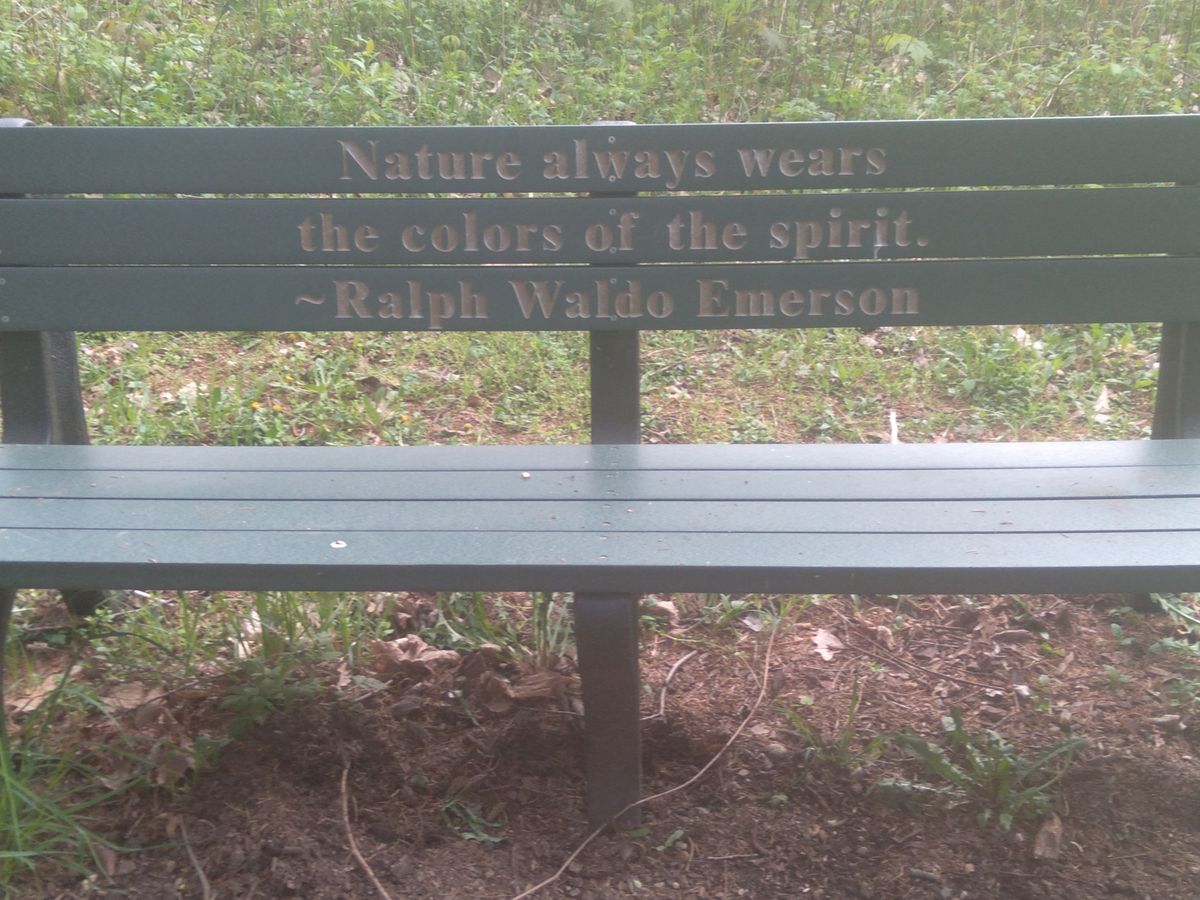 Nature always wears
the colors of the spirit.
~Ralph Waldo Emerson